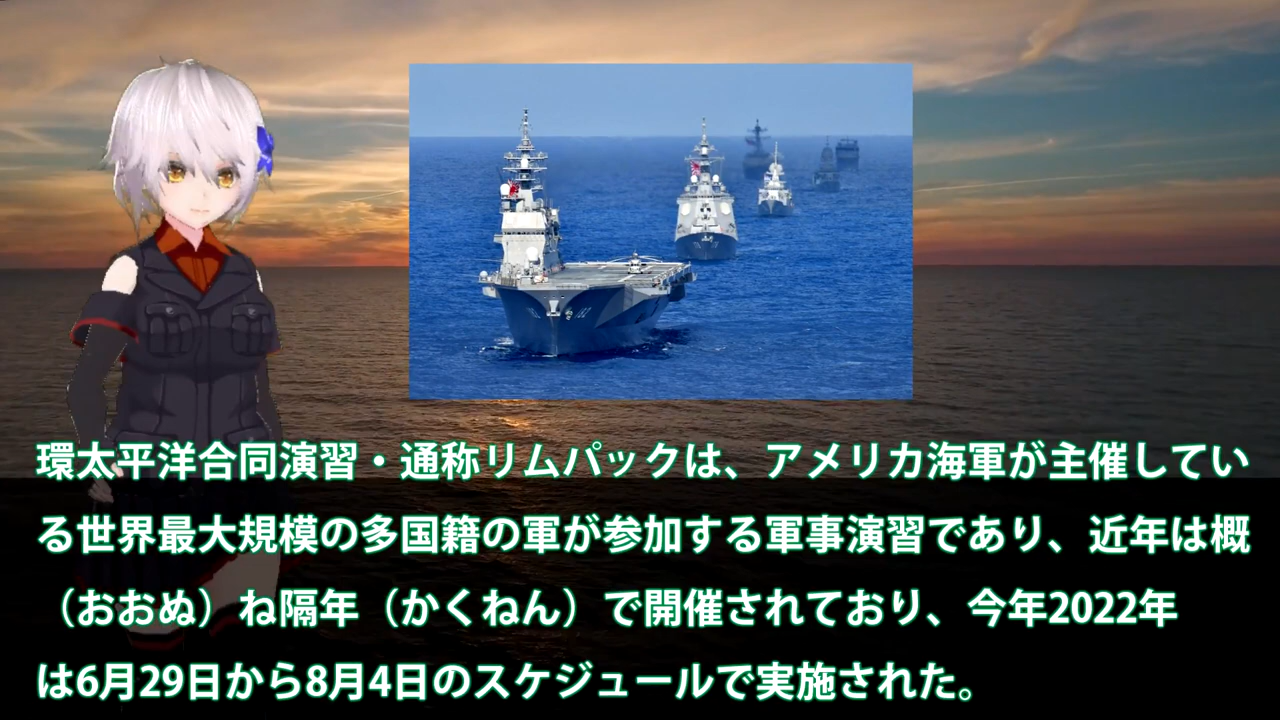 環太平洋合同演習・通称リムパックは、アメリカ海軍が主催してい
る世界最大規模の多国籍の軍が参加する軍事演習であり、近年は概
（おおぬ）ね隔年（かくねん）で開催されており、今年2022年
は6月29日から8月4日のスケジュールで実施された。